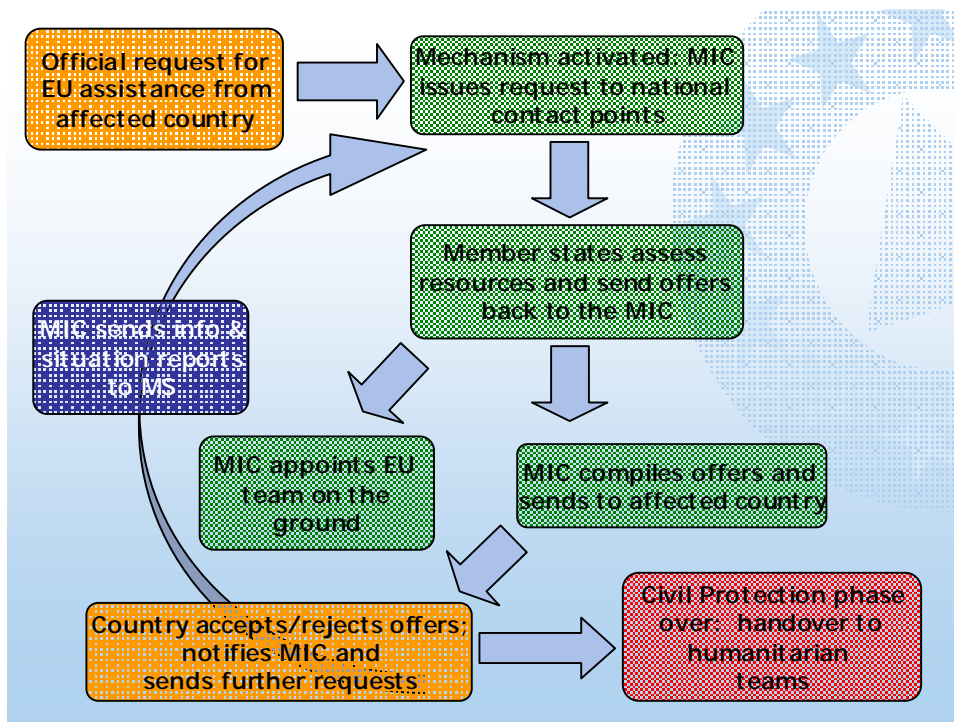 Official request for
EU assistance from
affected country
Mechanism activated. MIC
issues request to national
contact points
Member states assess
resources and send offers
back to the MIC
MIC sends info &
situation reports
to MS
MIC appoints EU
team on the
ground
MIC compiles offers and
sends to affected country
Country accepts/rejects offers;
notifies MIC and
sends further requests
Civil Protection phase
over: handover to
humanitarian
teams